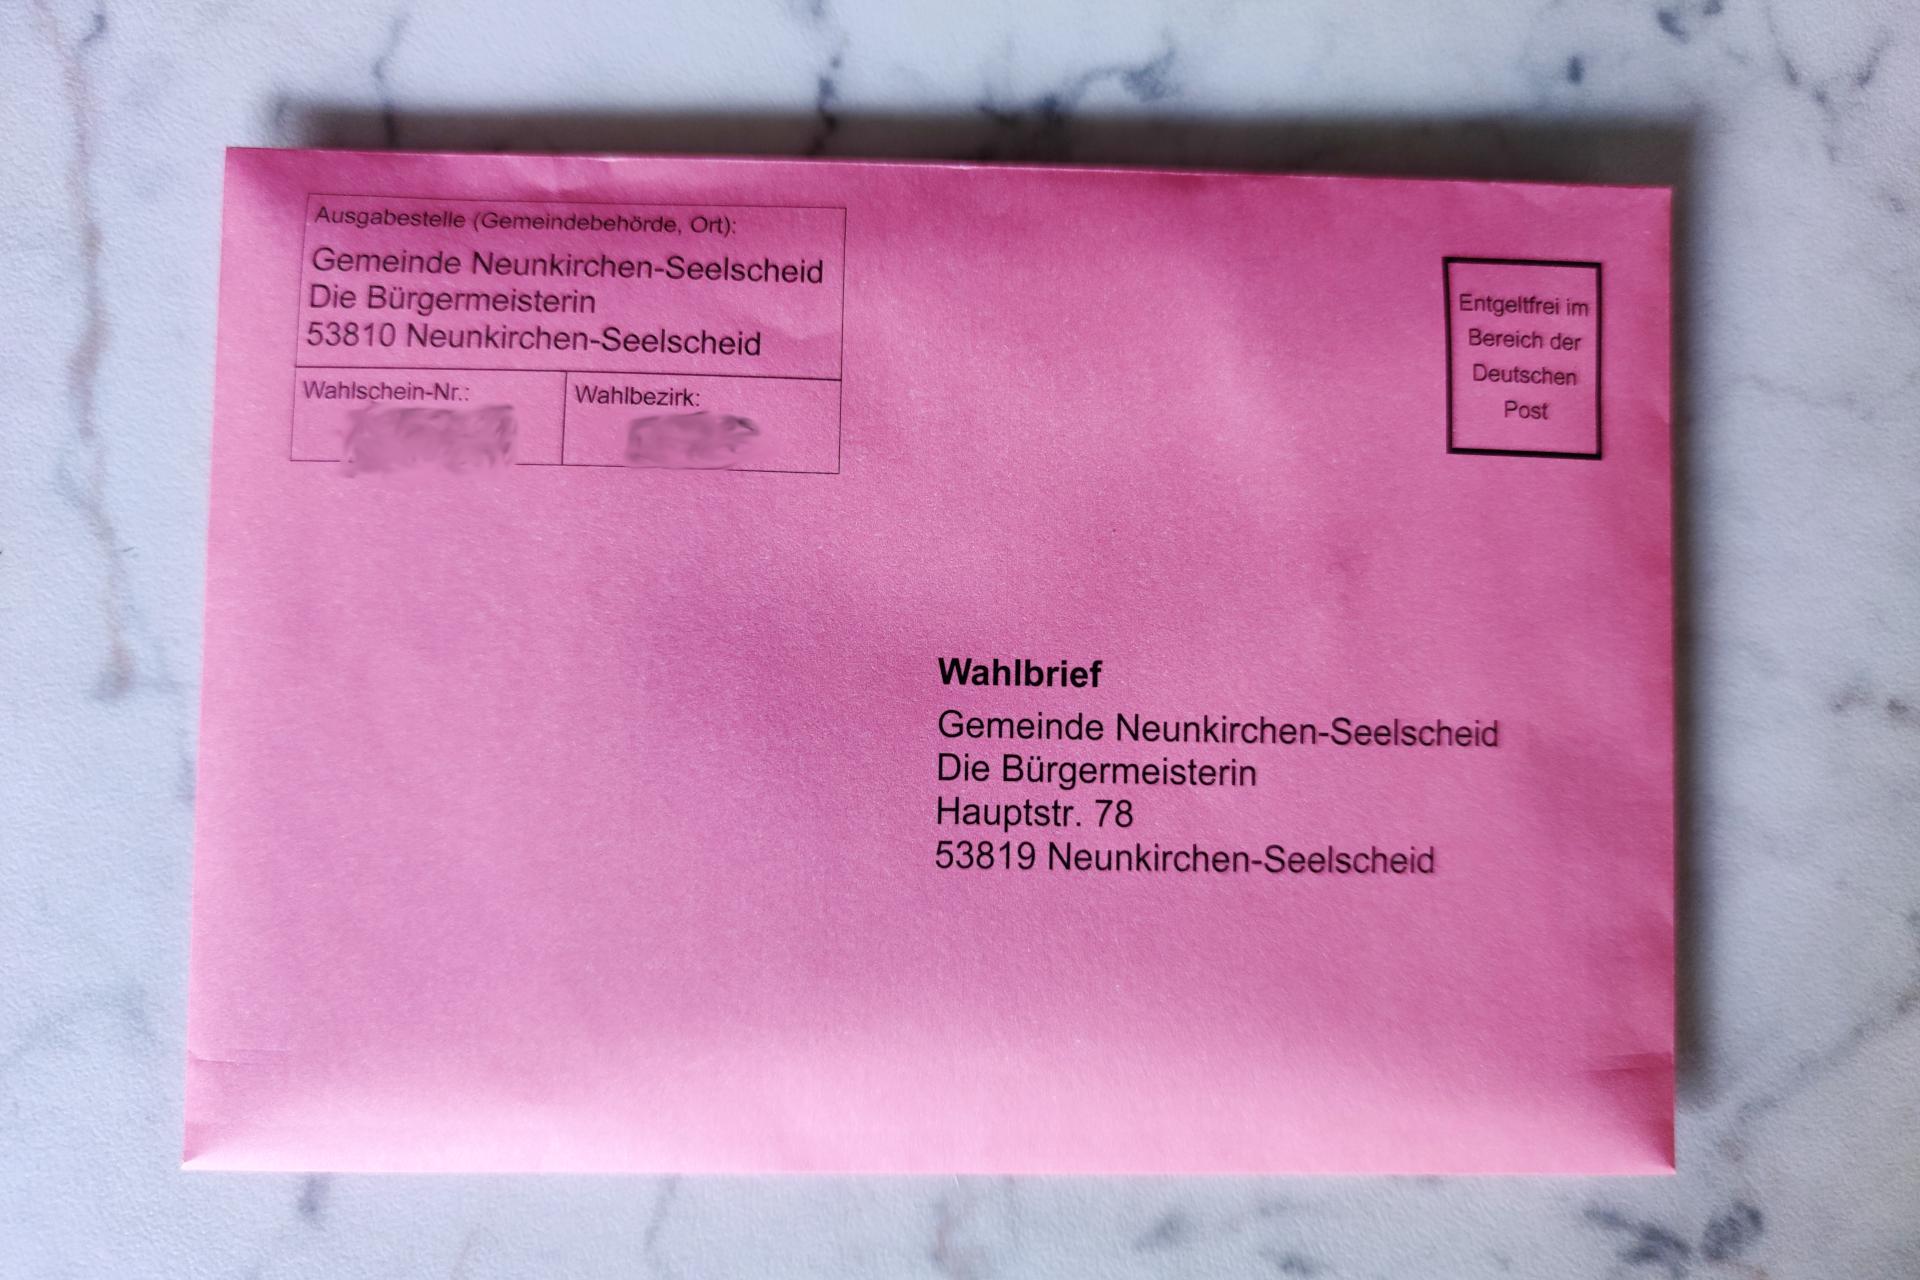 Ausgabestelle (Gemeindebehörde, Ort):
Gemeinde Neunkirchen-Seelscheid
Die Bürgermeisterin
53810 Neunkirchen-Seelscheid
Wahlschein-Nr.:
Wahlbezirk:
Entgeltfrei im
Bereich der
Deutschen
Post
Wahlbrief
Gemeinde Neunkirchen-Seelscheid
Die Bürgermeisterin
Hauptstr. 78
53819 Neunkirchen-Seelscheid